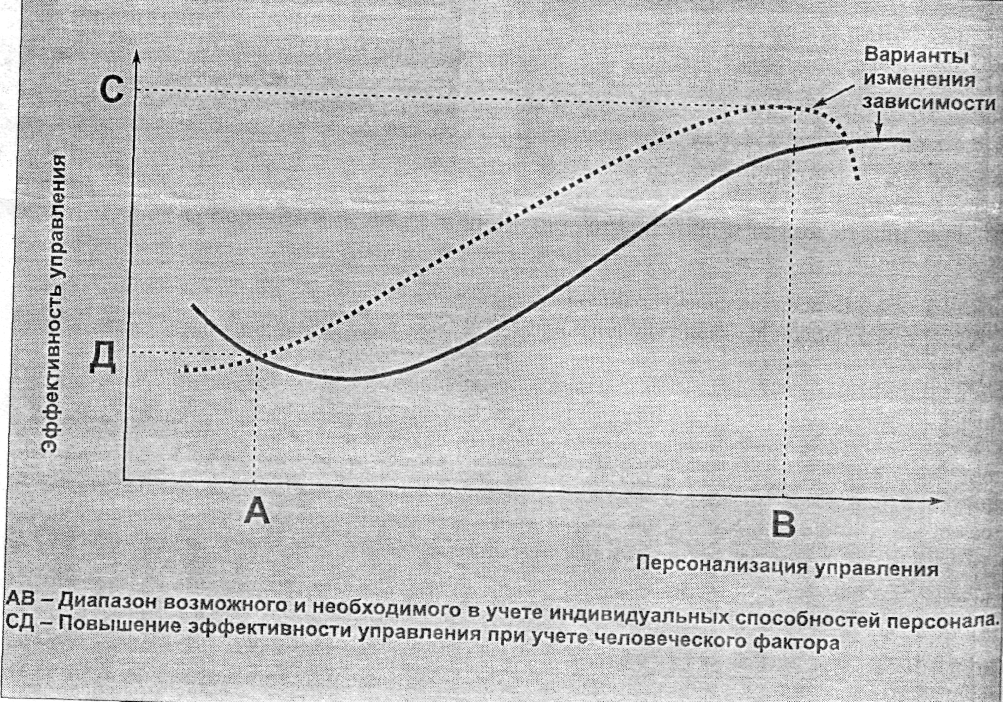 Варианты
изменения
зависимости
С
Эффективность управления
Д
А
В
Персонализация управления
АВ – Диапазон возможного и необходимого в учете индивидуальных способностей персонала.
СД – Повышение эффективности управления при учете человеческого фактора